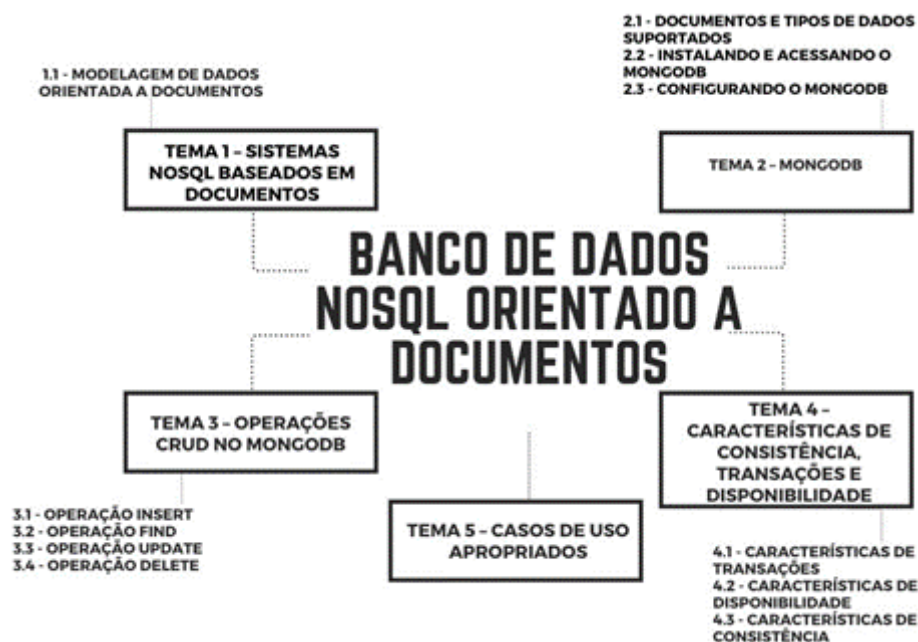 1.1 - MODELAGEM DE DADOS
ORIENTADA A DOCUMENTOS
TEMA 1 – SISTEMAS
NOSQL BASEADOS EM
DOCUMENTOS
2.1 - DOCUMENTOS E TIPOS DE DADOS
SUPORTADOS
2.2 - INSTALANDO E ACESSANDO O
MONGODB
2.3 - CONFIGURANDO O MONGODB
TEMA 2 – MONGODB
BANCO DE DADOS
NOSQL ORIENTADO A
DOCUMENTOS
TEMA 3 – OPERAÇÕES
CRUD NO MONGODB
3.1 - OPERAÇÃO INSERT
3.2 - OPERAÇÃO FIND
3.3 - OPERAÇÃO UPDATE
3.4 - OPERAÇÃO DELETE
TEMA 5 – CASOS DE USO
APROPRIADOS
TEMA 4 –
CARACTERÍSTICAS DE
CONSISTÊNCIA,
TRANSAÇÕES E
DISPONIBILIDADE
4.1 - CARACTERÍSTICAS DE
TRANSAÇÕES
4.2 - CARACTERÍSTICAS DE
DISPONIBILIDADE
4.3 - CARACTERÍSTICAS DE
CONSISTÊNCIA